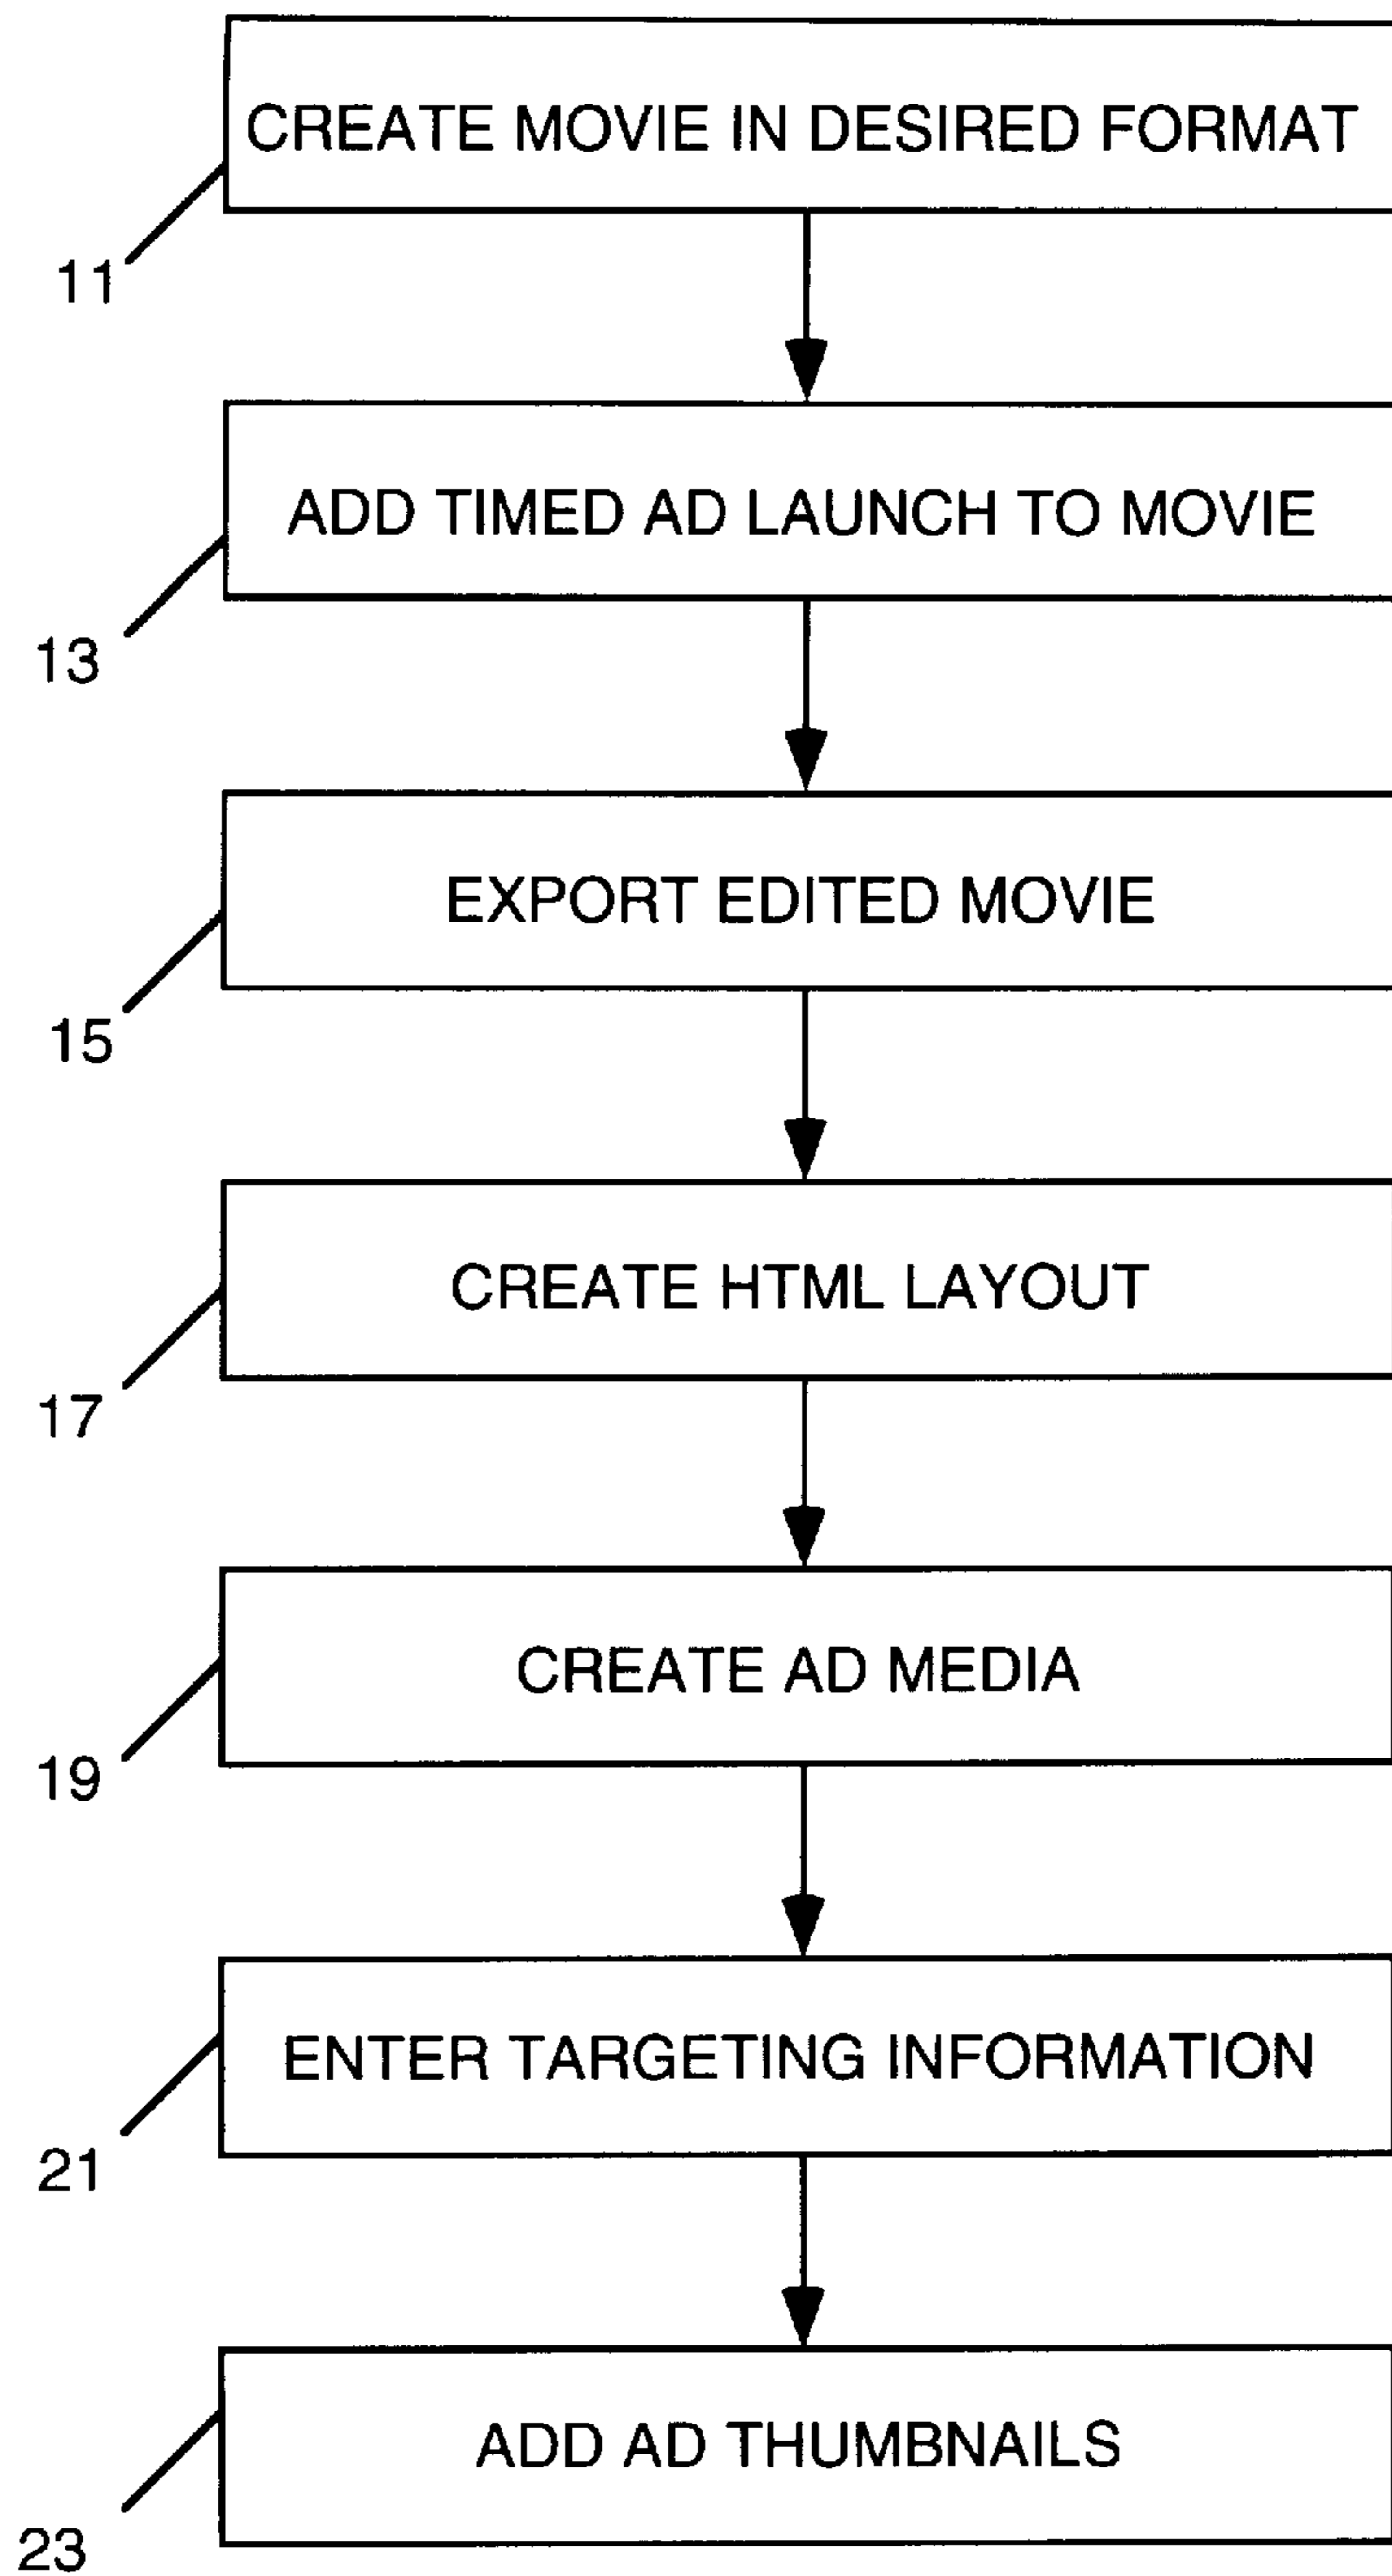 CREATE MOVIE IN DESIRED FORMAT
11
ADD TIMED AD LAUNCH TO MOVIE
13
EXPORT EDITED MOVIE
15
CREATE HTML LAYOUT
17
CREATE AD MEDIA
19
ENTER TARGETING INFORMATION
21
ADD AD THUMBNAILS
23